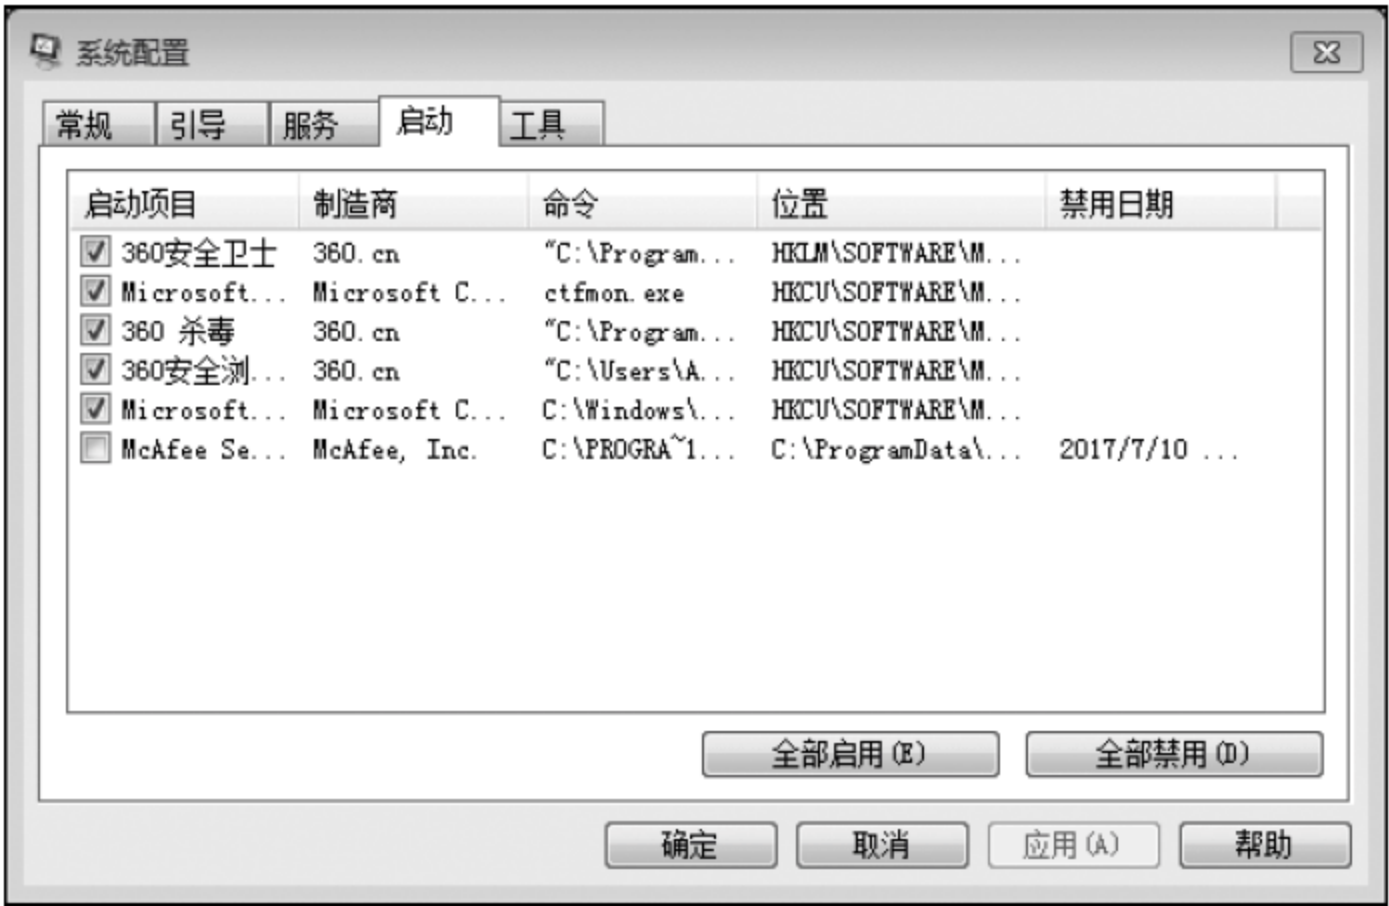 系统配置
常规 引导 服务 启动 工具
启动项目 制造商 命令 位置 禁用日期
360安全卫士 360.cn "C:\Program... HKLM\SOFTWARE\M...
Microsoft... Microsoft C... ctfmon.exe HKCU\SOFTWARE\M...
360 杀毒 360.cn "C:\Program... HKCU\SOFTWARE\M...
360安全浏... 360.cn "C:\Users\A... HKCU\SOFTWARE\M...
Microsoft... Microsoft C... C:\Windows\... HKCU\SOFTWARE\M...
McAfee Se... McAfee, Inc. C:\PROGRA~1... C:\ProgramData\... 2017/7/10 ...
全部启用(E) 全部禁用(D)
确定 取消 应用(A) 帮助